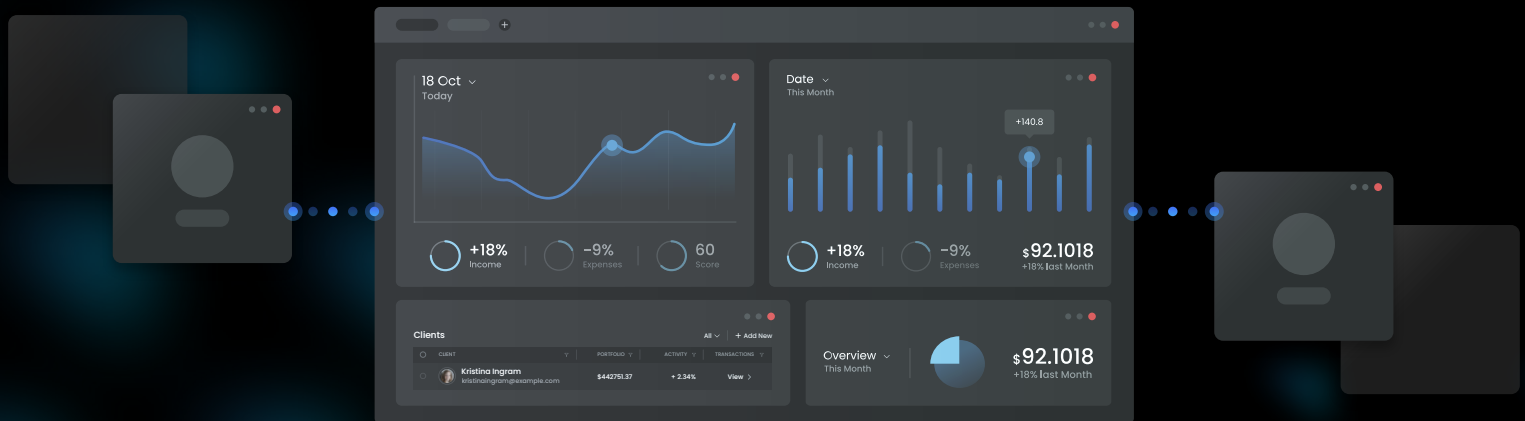 18 Oct
Today
+18%
Income
-9%
Expenses
60
Score
Date
This Month
+140.8
+18%
Income
-9%
Expenses
$92.1018
+18% last Month
Clients
All
+ Add New
CLIENT
PORTFOLIO
ACTIVITY
TRANSACTIONS
Kristina Ingram
kristinaingram@example.com
$442751.37
+ 2.34%
View
Overview
This Month
$92.1018
+18% last Month